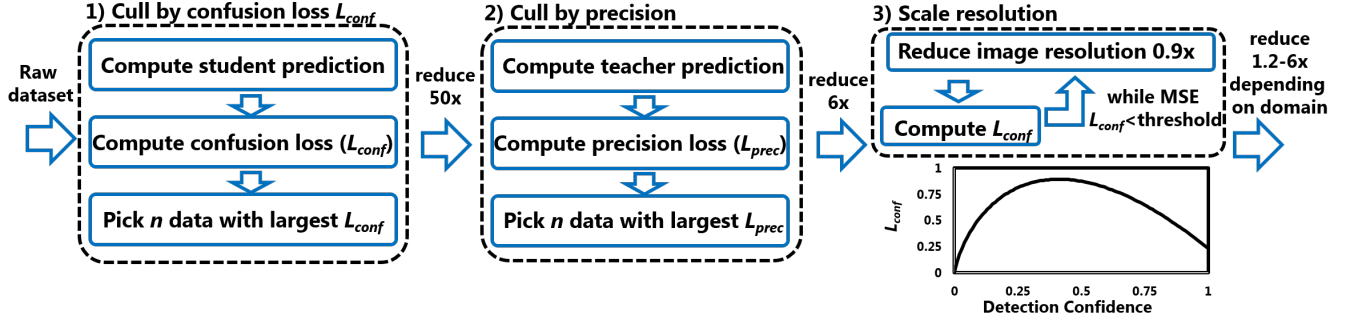 1) Cull by confusion loss Lconf
Raw
dataset
Compute student prediction
Compute confusion loss (Lconf)
Pick n data with largest Lconf
reduce
50x
2) Cull by precision
Compute teacher prediction
Compute precision loss (Lprec)
Pick n data with largest Lprec
reduce
6x
3) Scale resolution
Reduce image resolution 0.9x
Compute Lconf
while MSE
Lconf<threshold
reduce
1.2-6x
depending
on domain
Lconf
1
0.75
0.5
0.25
0
0 0.25 0.5 0.75 1
Detection Confidence